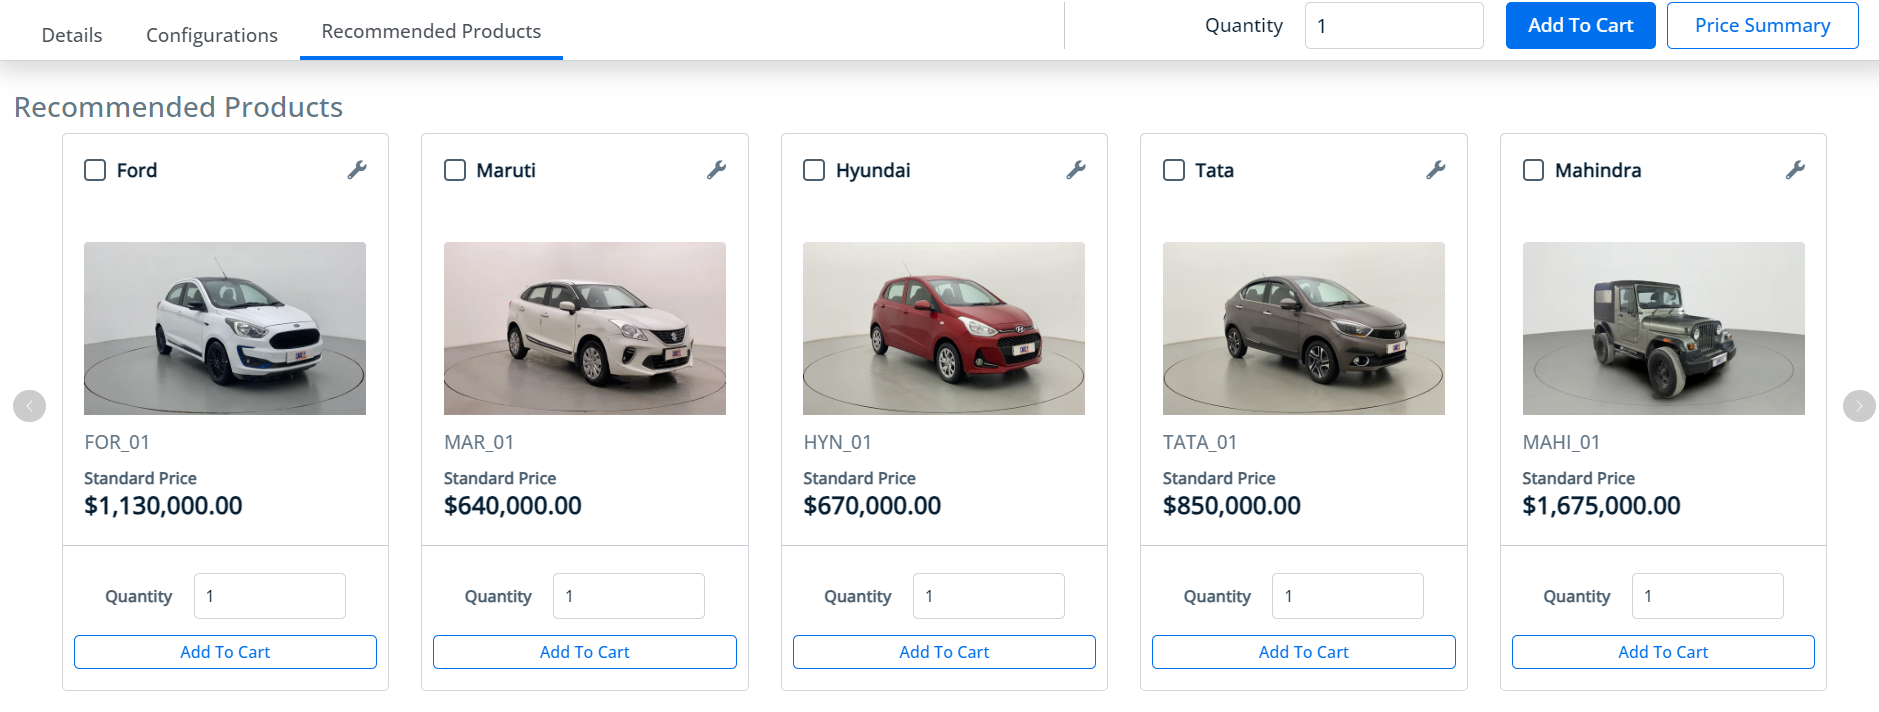 Details
Configurations
Recommended Products
Quantity
1
Add To Cart
Price Summary
Recommended Products
Ford
Maruti
Hyundai
Tata
Mahindra
FOR_01
MAR_01
HYN_01
TATA_01
MAHI_01
Standard Price
Standard Price
Standard Price
Standard Price
Standard Price
$1,130,000.00
$640,000.00
$670,000.00
$850,000.00
$1,675,000.00
Quantity
1
Quantity
1
Quantity
1
Quantity
1
Quantity
1
Add To Cart
Add To Cart
Add To Cart
Add To Cart
Add To Cart